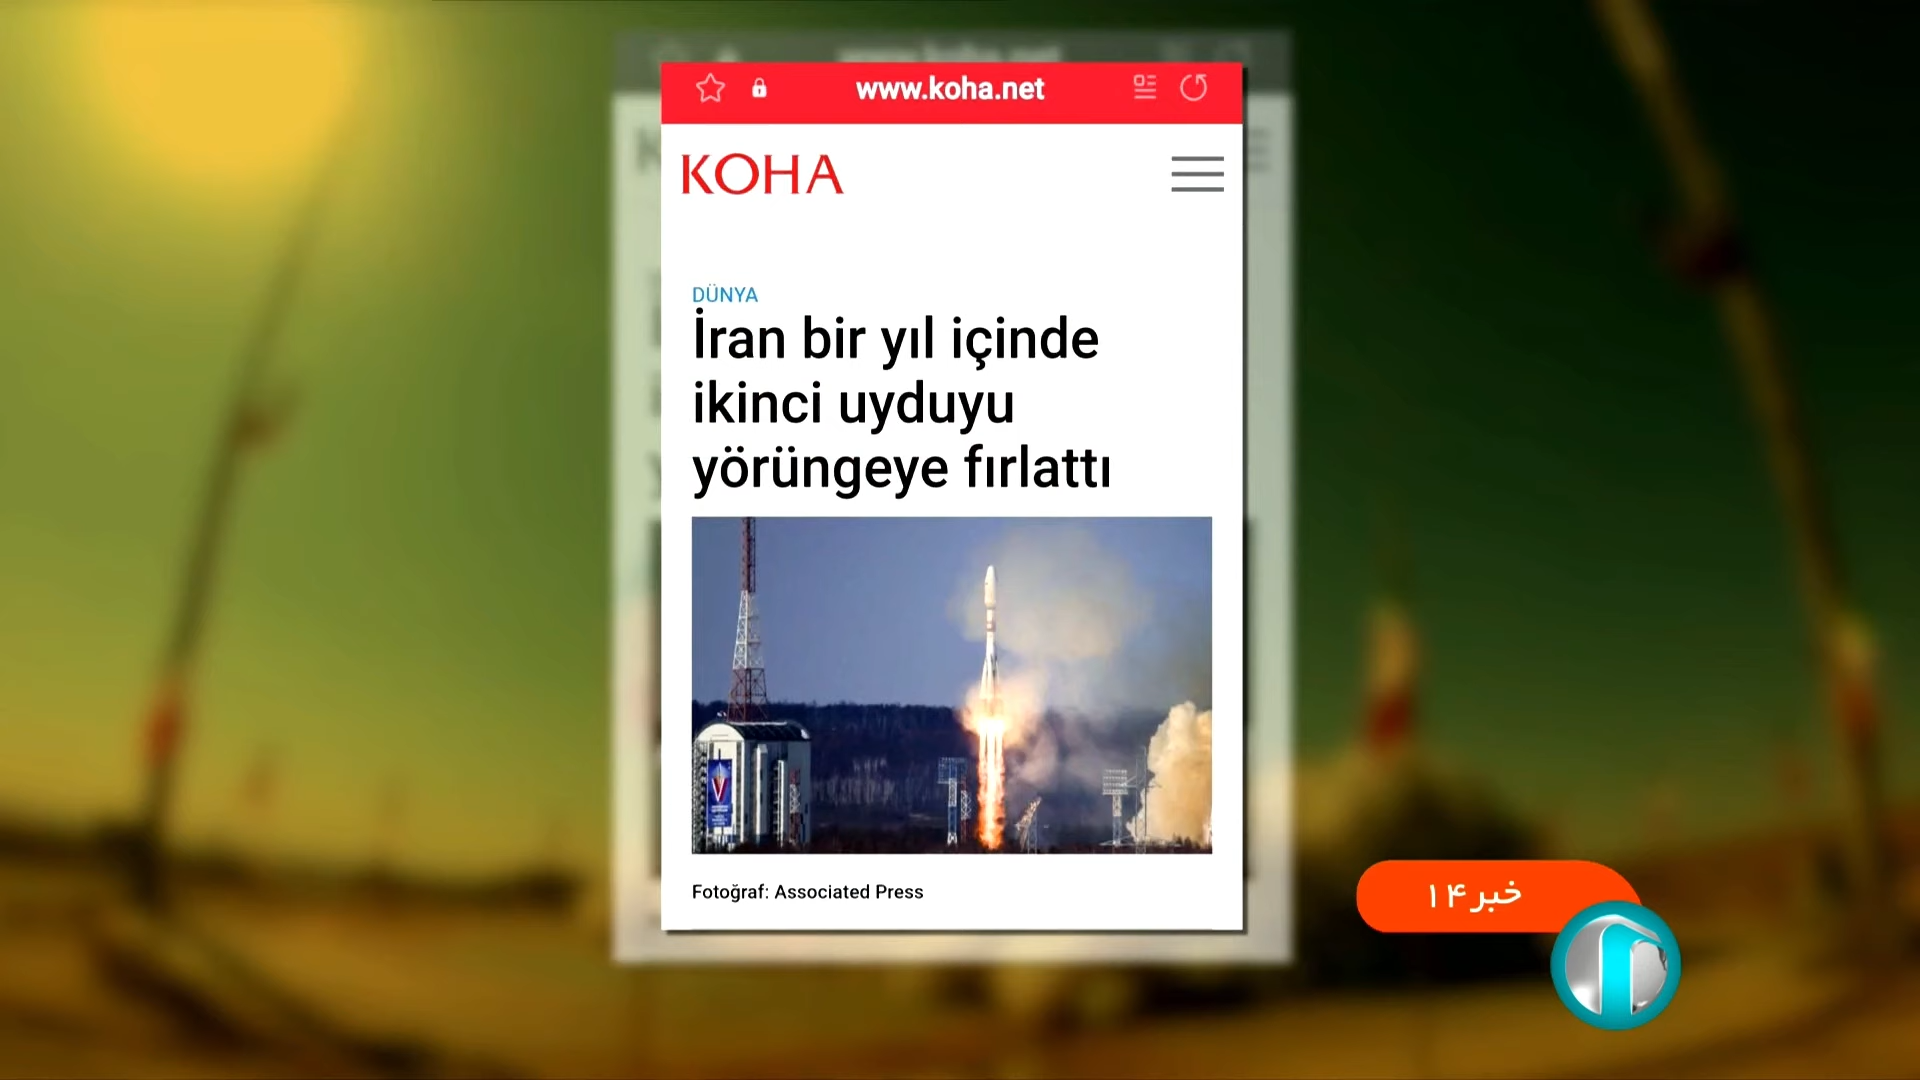 www.koha.net
KOHA
DÜNYA
İran bir yıl içinde
ikinci uyduyu
yörüngeye fırlattı
Fotoğraf: Associated Press
خبر ۱۴